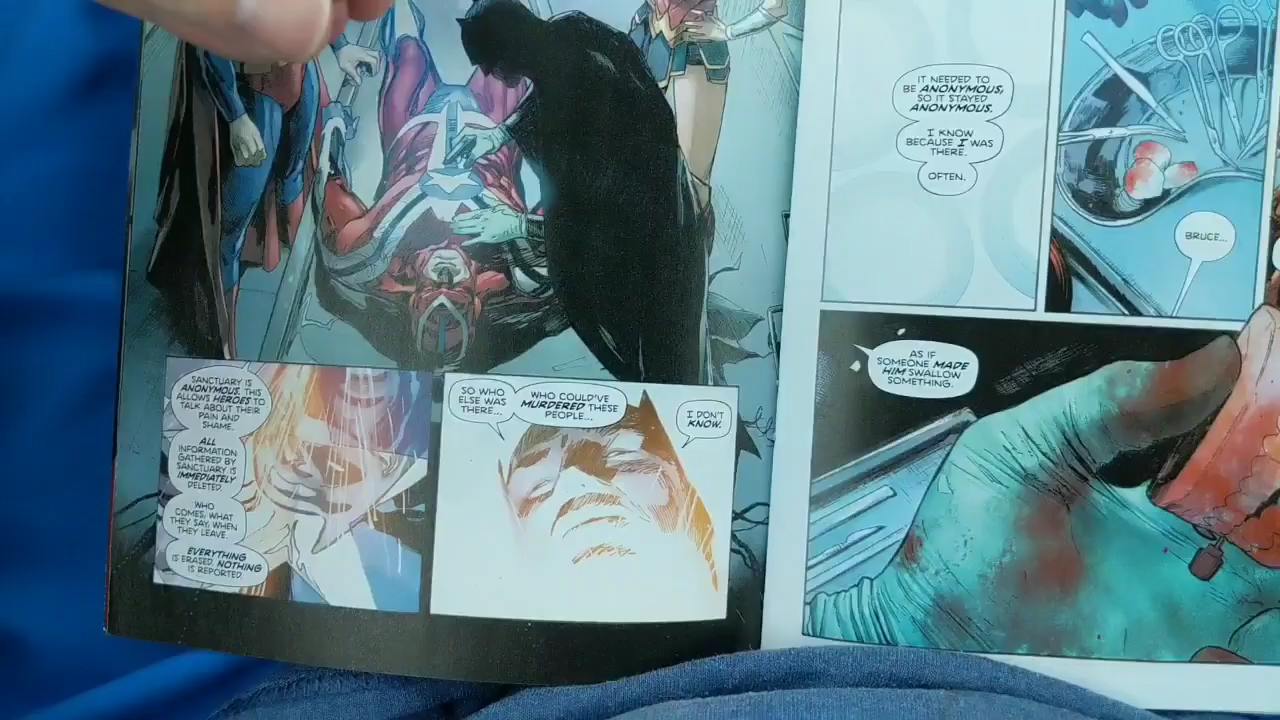 SANCTUARY IS
ANONYMOUS. THIS
ALLOWS HEROES TO
TALK ABOUT THEIR
PAIN AND
SHAME.
ALL
INFORMATION
GATHERED BY
SANCTUARY IS
IMMEDIATELY
DELETED.
WHO
COMES, WHAT
THEY SAY, WHEN
THEY LEAVE.
EVERYTHING
IS ERASED. NOTHING
IS REPORTED.
SO WHO
ELSE WAS
THERE...
WHO COULD'VE
MURDERED THESE
PEOPLE...
I DON'T
KNOW.
IT NEEDED TO
BE ANONYMOUS,
SO IT STAYED
ANONYMOUS.
I KNOW
BECAUSE I WAS
THERE.
OFTEN.
BRUCE...
AS IF
SOMEONE MADE
HIM SWALLOW
SOMETHING.